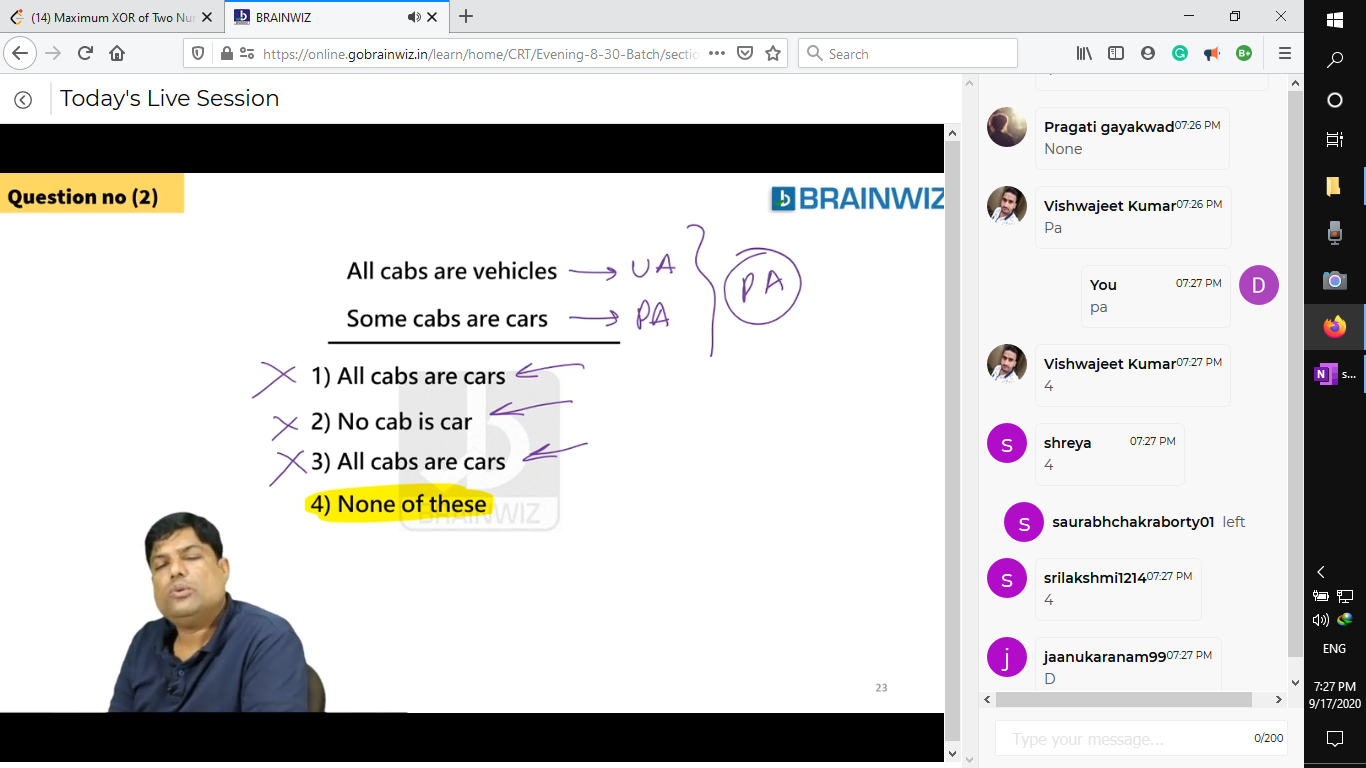 (14) Maximum XOR of Two Nu
BRAINWIZ
https://online.gobrainwiz.in/learn/home/CRT/Evening-8-30-Batch/sectio
Search
Today's Live Session
Question no (2)
BRAINWIZ
All cabs are vehicles → UA
Some cabs are cars → PA
PA
1) All cabs are cars
2) No cab is car
3) All cabs are cars
4) None of these
BRAINWIZ
23
Pragati gayakwad 07:26 PM
None
Vishwajeet Kumar 07:26 PM
Pa
You 07:27 PM
pa
D
Vishwajeet Kumar 07:27 PM
4
s
shreya 07:27 PM
4
s
saurabhchakraborty01 left
s
srilakshmi1214 07:27 PM
4
j
jaanukaranam99 07:27 PM
D
Type your message...
0/200
B+
N s...
ENG
7:27 PM
9/17/2020